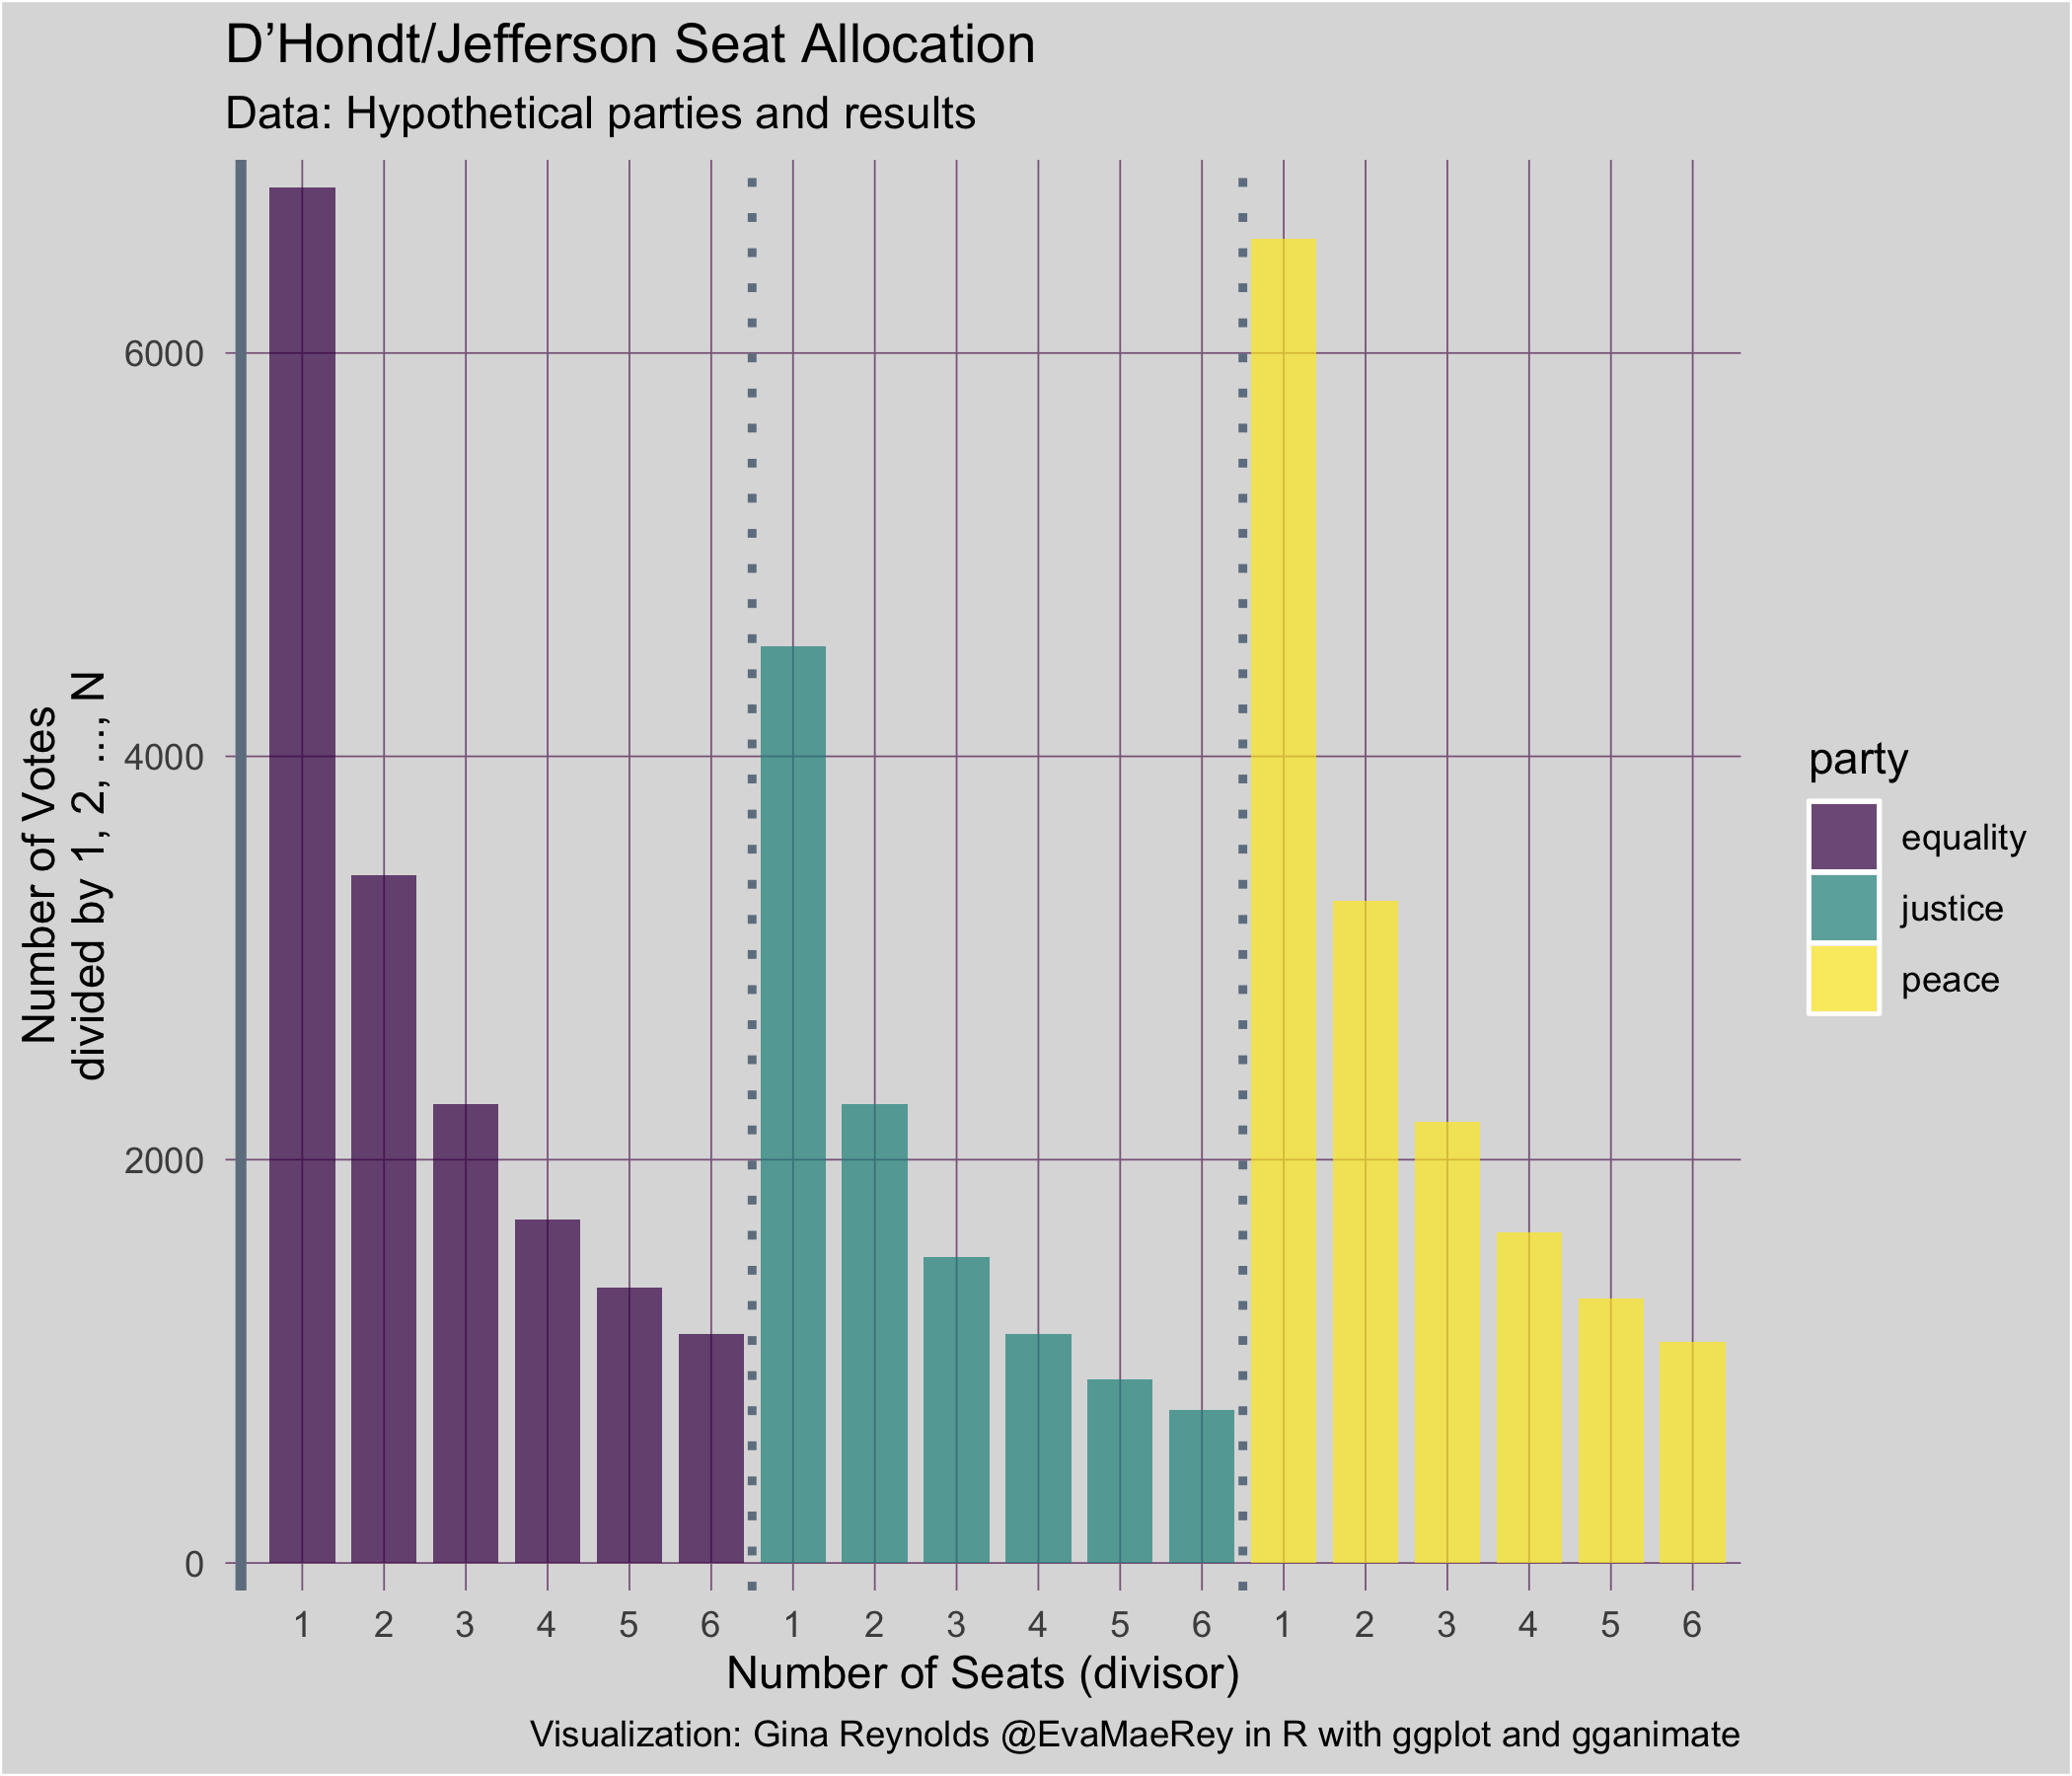 D’Hondt/Jefferson Seat Allocation
Data: Hypothetical parties and results
Number of Votes
divided by 1, 2, ..., N
6000
4000
2000
0
1 2 3 4 5 6 1 2 3 4 5 6 1 2 3 4 5 6
Number of Seats (divisor)
party
equality
justice
peace
Visualization: Gina Reynolds @EvaMaeRey in R with ggplot and gganimate